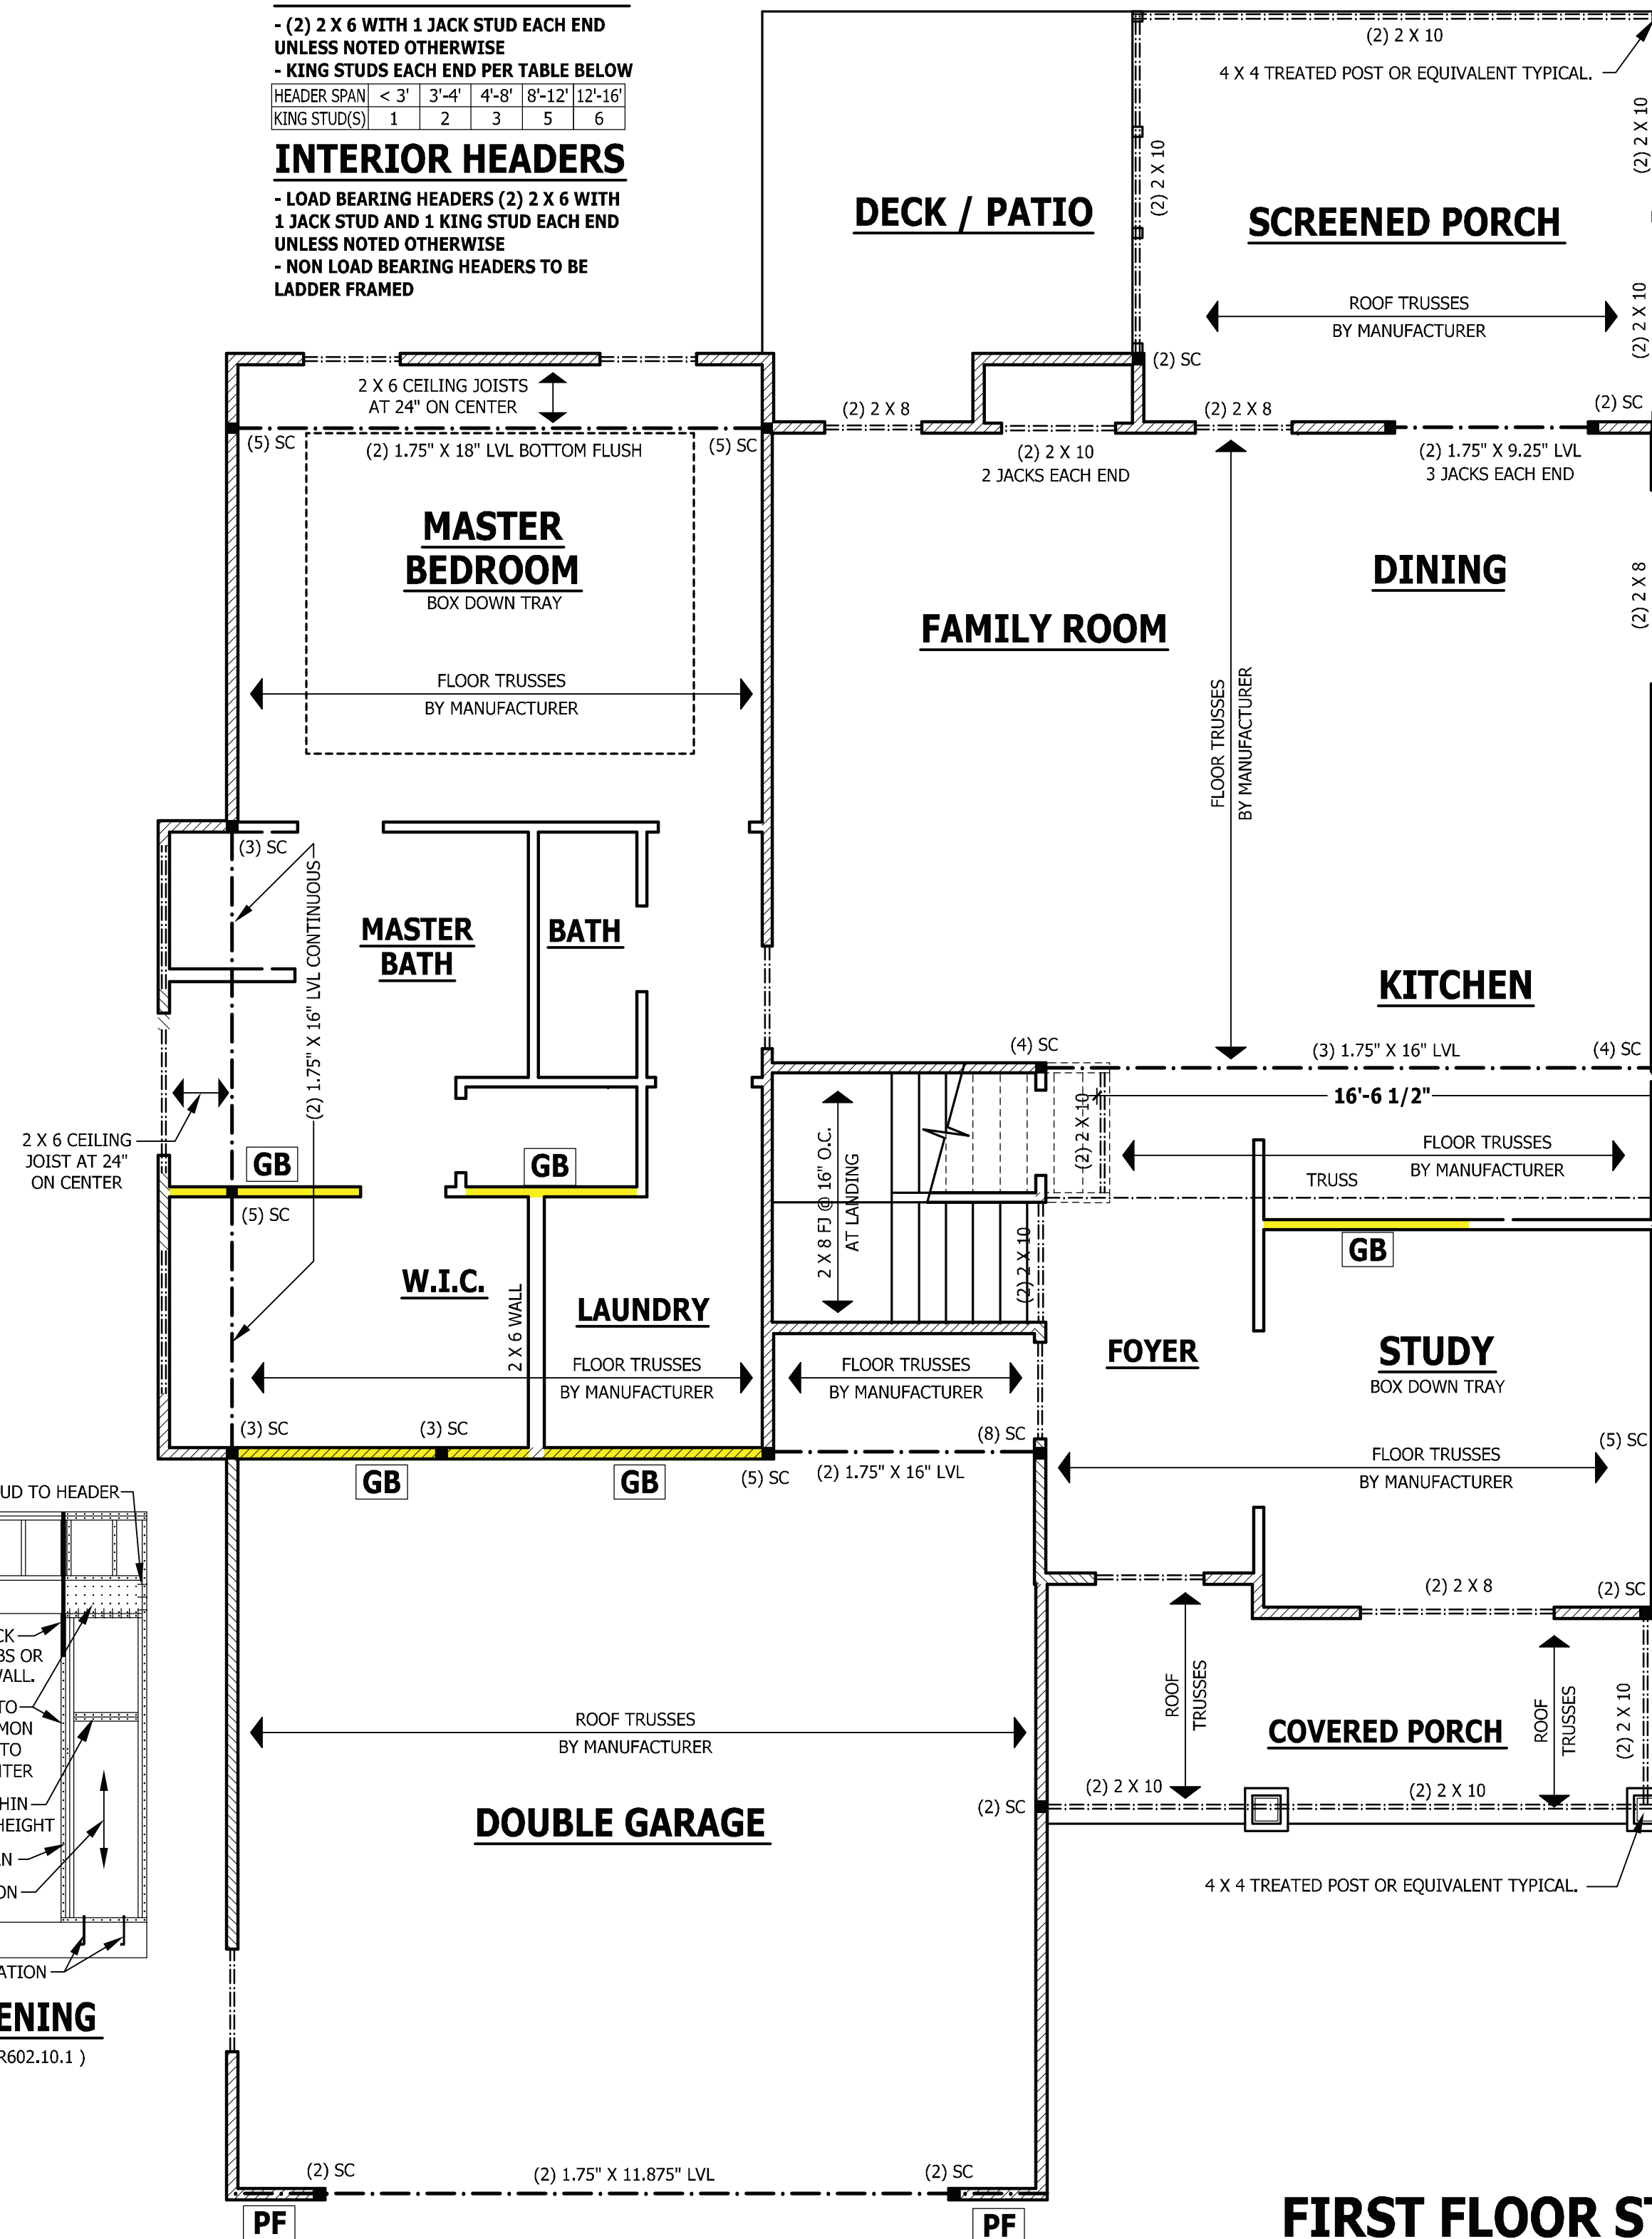 - (2) 2 X 6 WITH 1 JACK STUD EACH END
UNLESS NOTED OTHERWISE
- KING STUDS EACH END PER TABLE BELOW
HEADER SPAN < 3' 3'-4' 4'-8' 8'-12' 12'-16'
KING STUD(S) 1 2 3 5 6
INTERIOR HEADERS
- LOAD BEARING HEADERS (2) 2 X 6 WITH
1 JACK STUD AND 1 KING STUD EACH END
UNLESS NOTED OTHERWISE
- NON LOAD BEARING HEADERS TO BE
LADDER FRAMED
(2) 2 X 10
4 X 4 TREATED POST OR EQUIVALENT TYPICAL.
(2) 2 X 10
(2) 2 X 10
DECK / PATIO
SCREENED PORCH
ROOF TRUSSES
BY MANUFACTURER
(2) 2 X 10
(2) SC
(2) SC
2 X 6 CEILING JOISTS
AT 24" ON CENTER
(5) SC
(2) 1.75" X 18" LVL BOTTOM FLUSH
(5) SC
(2) 2 X 8
(2) 2 X 10
2 JACKS EACH END
(2) 2 X 8
(2) 1.75" X 9.25" LVL
3 JACKS EACH END
MASTER
BEDROOM
BOX DOWN TRAY
FLOOR TRUSSES
BY MANUFACTURER
FAMILY ROOM
DINING
(2) 2 X 8
FLOOR TRUSSES
BY MANUFACTURER
(3) SC
(2) 1.75" X 16" LVL CONTINUOUS
MASTER
BATH
BATH
KITCHEN
(4) SC
(3) 1.75" X 16" LVL
(4) SC
16'-6 1/2"
(2) 2 X 10
2 X 6 CEILING
JOIST AT 24"
ON CENTER
GB
GB
(5) SC
2 X 8 FJ @ 16" O.C.
AT LANDING
FLOOR TRUSSES
BY MANUFACTURER
TRUSS
GB
(2) 2 X 10
W.I.C.
2 X 6 WALL
LAUNDRY
FLOOR TRUSSES
BY MANUFACTURER
FLOOR TRUSSES
BY MANUFACTURER
FOYER
STUDY
BOX DOWN TRAY
(3) SC
(3) SC
(8) SC
(5) SC
GB
GB
(5) SC
(2) 1.75" X 16" LVL
FLOOR TRUSSES
BY MANUFACTURER
UD TO HEADER
CK
BS OR
WALL.
TO
MON
TO
NTER
HIN
HEIGHT
AN
ON
ATION
ENING
R602.10.1 )
(2) 2 X 8
(2) SC
ROOF
TRUSSES
ROOF
TRUSSES
(2) 2 X 10
COVERED PORCH
ROOF TRUSSES
BY MANUFACTURER
(2) 2 X 10
(2) 2 X 10
(2) SC
DOUBLE GARAGE
4 X 4 TREATED POST OR EQUIVALENT TYPICAL.
(2) SC
(2) 1.75" X 11.875" LVL
(2) SC
PF
PF
FIRST FLOOR ST